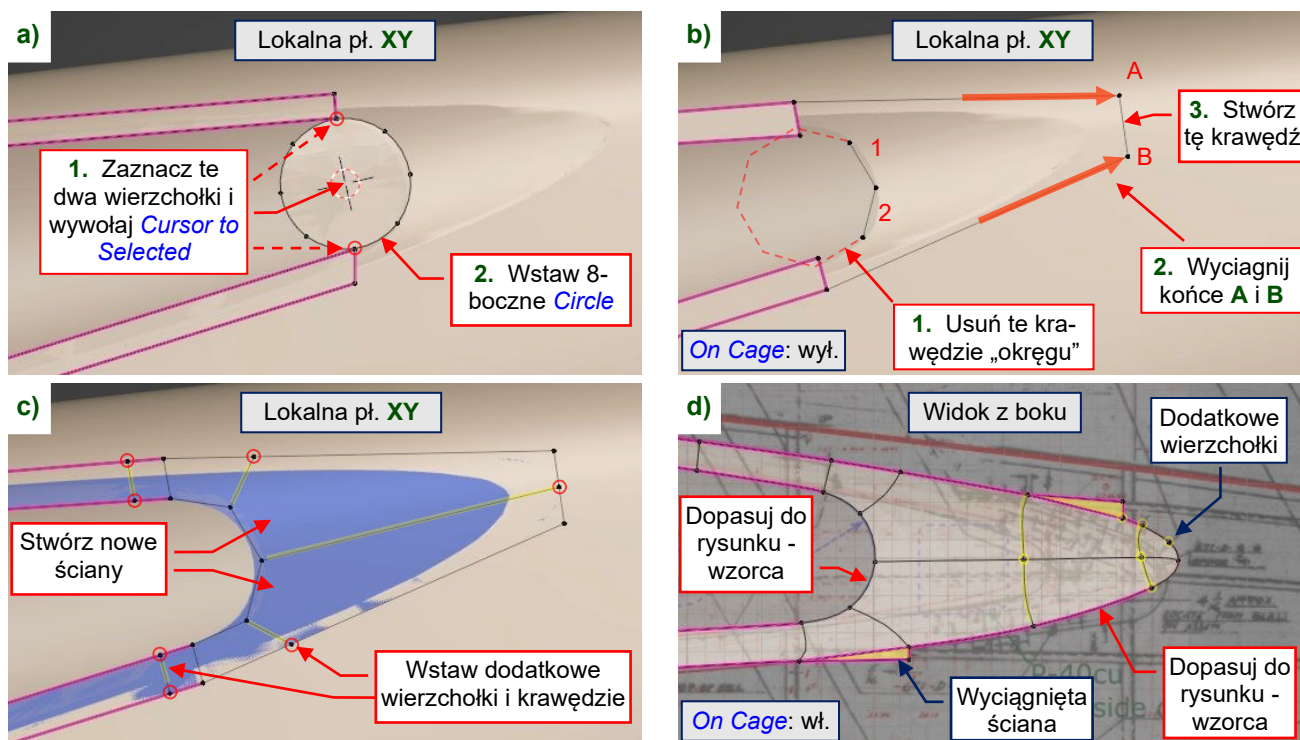 a)
Lokalna pł. XY
1. Zaznacz te
dwa wierzchołki i
wywołaj Cursor to
Selected
2. Wstaw 8-
boczne Circle
b)
Lokalna pł. XY
A
3. Stwórz
tę krawędź
B
1
2
2. Wyciagnij
końce A i B
1. Usuń te kra-
wędzie „okręgu”
On Cage: wył.
c)
Lokalna pł. XY
Stwórz nowe
ściany
Wstaw dodatkowe
wierzchołki i krawędzie
d)
Widok z boku
Dodatkowe
wierzchołki
Dopasuj do
rysunku -
wzorca
Wyciągnięta
ściana
Dopasuj do
rysunku -
wzorca
On Cage: wł.
side